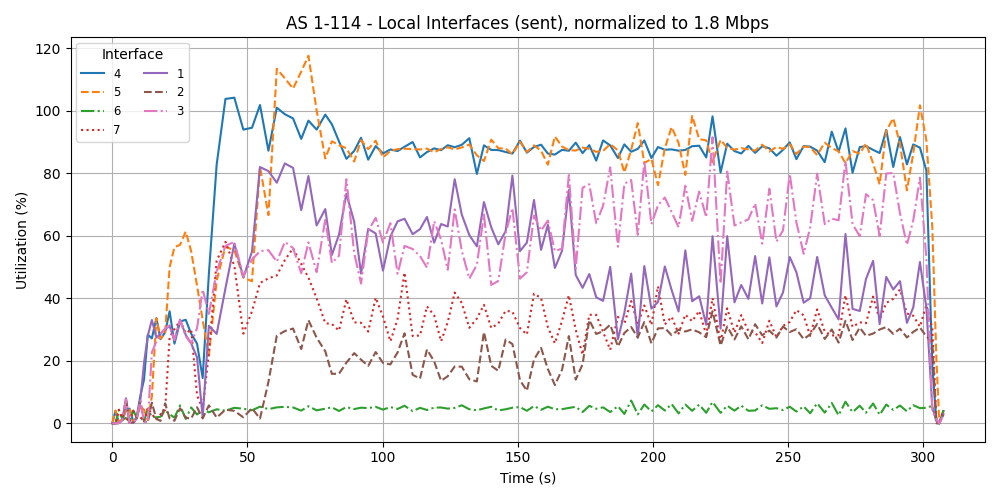 AS 1-114 - Local Interfaces (sent), normalized to 1.8 Mbps
Interface
4 1
5 2
6 3
7
Utilization (%)
120
100
80
60
40
20
0
0 50 100 150 200 250 300
Time (s)